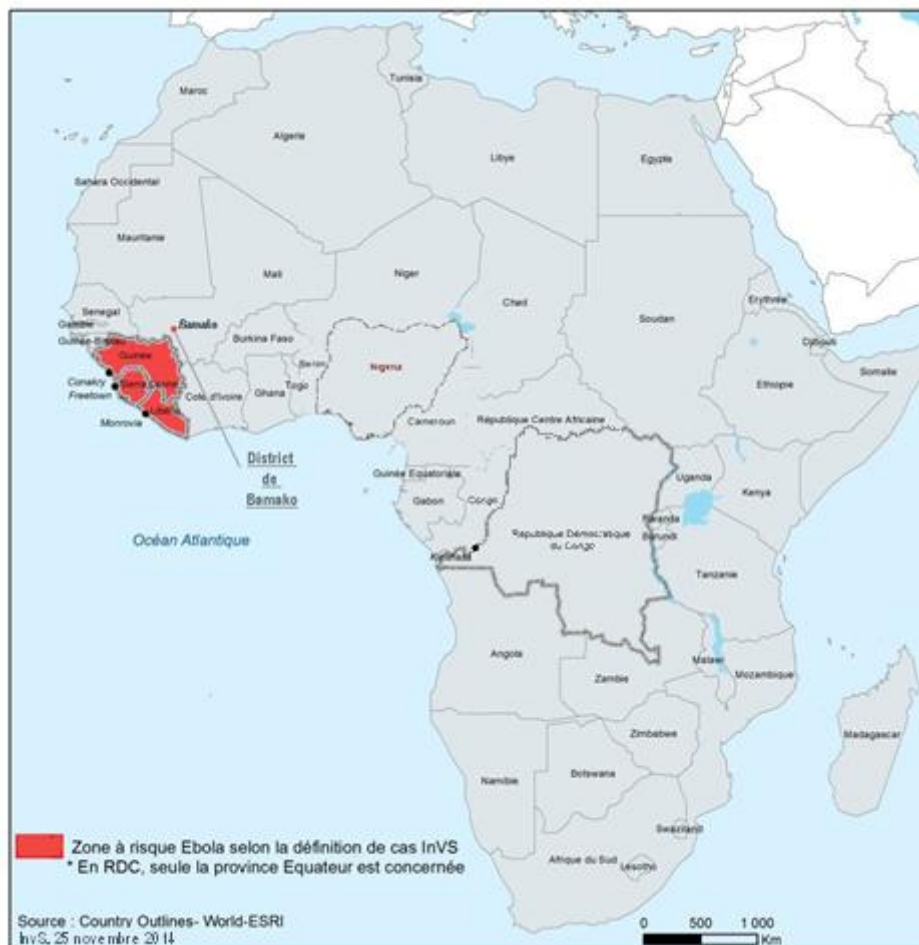 Tunisia
Maroc
Algerie
Libye
Egypte
Sahara Occidental
Mauritanie
Mali
Niger
Chad
Soudan
Erythrée
Senegal
Gambie
Bamako
Burkina Faso
Djibouti
Guinée-Bissau
Guinée
Benin
Nigeria
Somalie
Conakry
Sierra Leone
Cote d'Ivoire
Ghana
Togo
Ethiopie
Freetown
Liberia
Monrovia
Cameroun
République Centre Africaine
District
de
Bamako
Guinée Equatoriale
Uganda
Kenya
Gabon
Congo
Rwanda
Océan Atlantique
République Démocratique
du Congo
Burundi
Kinshasa
Tanzanie
Angola
Malawi
Zambie
Mozambique
Zimbabwe
Madagascar
Namibie
Botswana
Swaziland
Afrique du Sud
Lesotho
Zone à risque Ebola selon la définition de cas InVS
* En RDC, seule la province Equateur est concernée
Source : Country Outlines- World-ESRI
InvS, 25 novembre 2014
0 500 1 000
Km